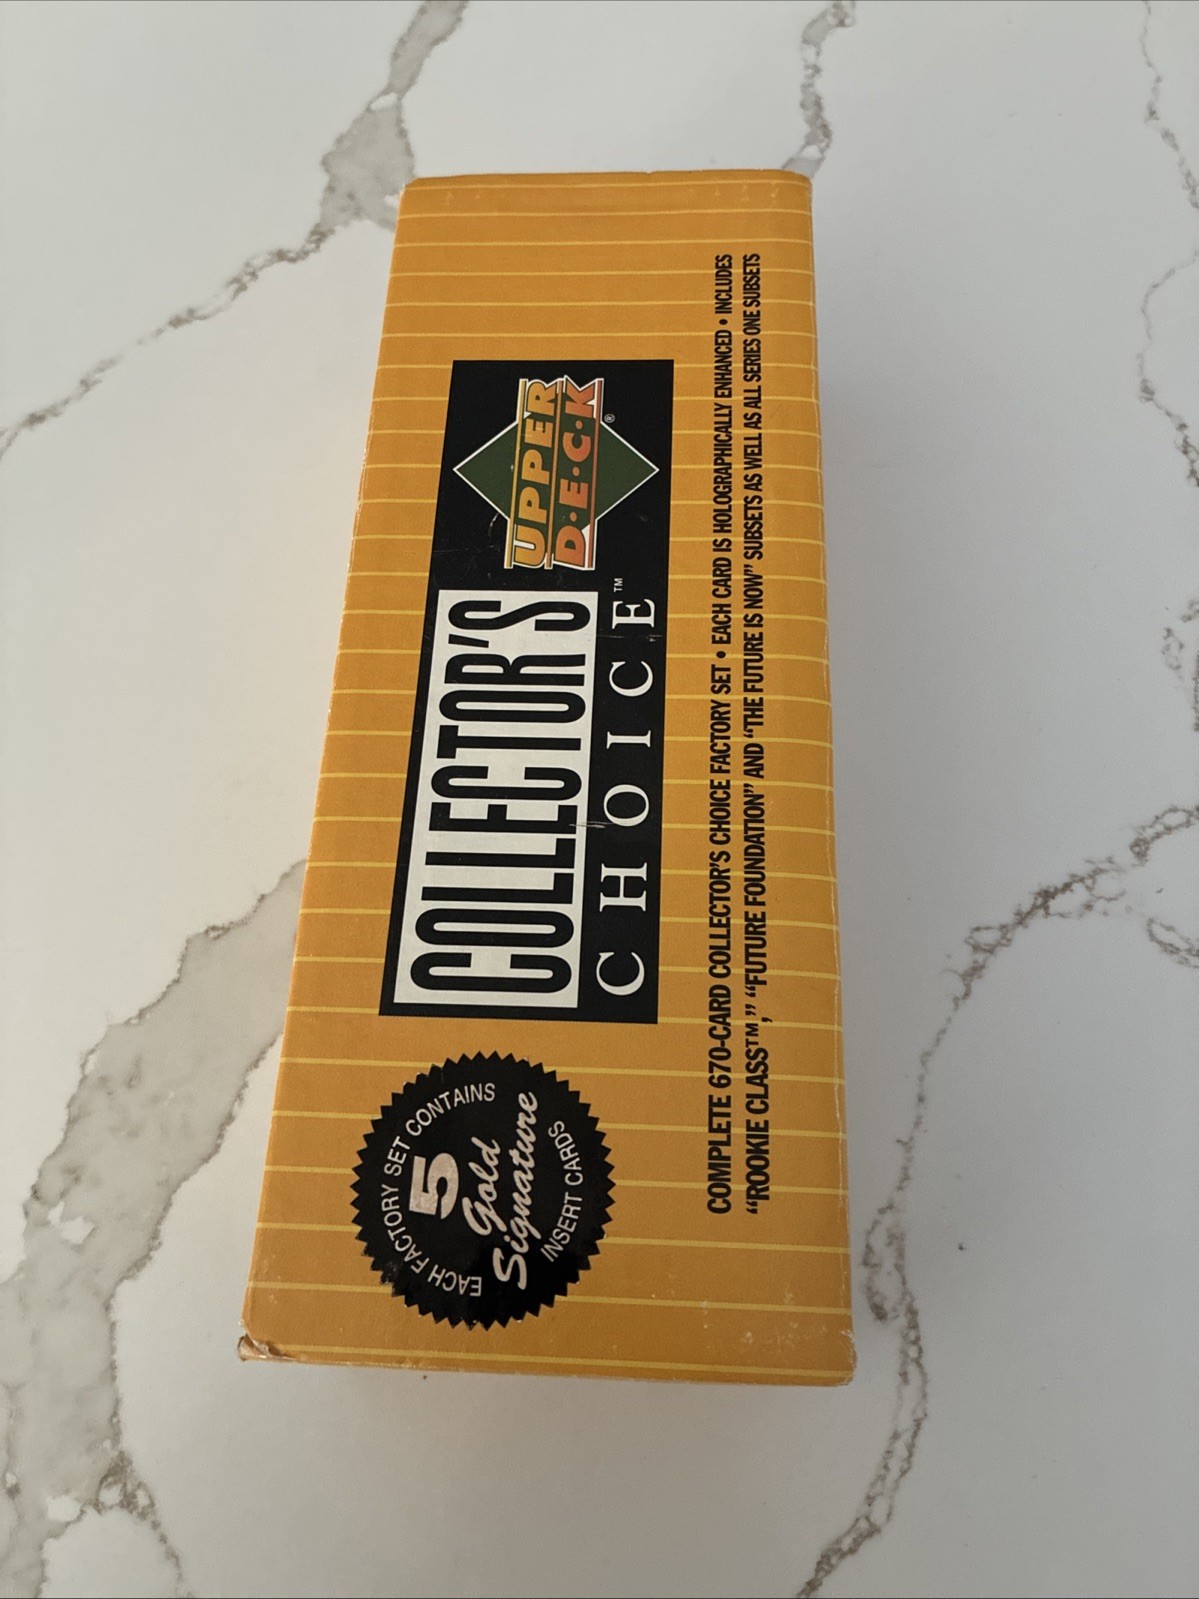 EACH FACTORY SET CONTAINS
5
Gold
Signature
INSERT CARDS
COLLECTOR'S
CHOICE™
UPPER
D·E·C·K®
COMPLETE 670-CARD COLLECTOR'S CHOICE FACTORY SET • EACH CARD IS HOLOGRAPHICALLY ENHANCED • INCLUDES
“ROOKIE CLASS™,” “FUTURE FOUNDATION” AND “THE FUTURE IS NOW” SUBSETS AS WELL AS ALL SERIES ONE SUBSETS